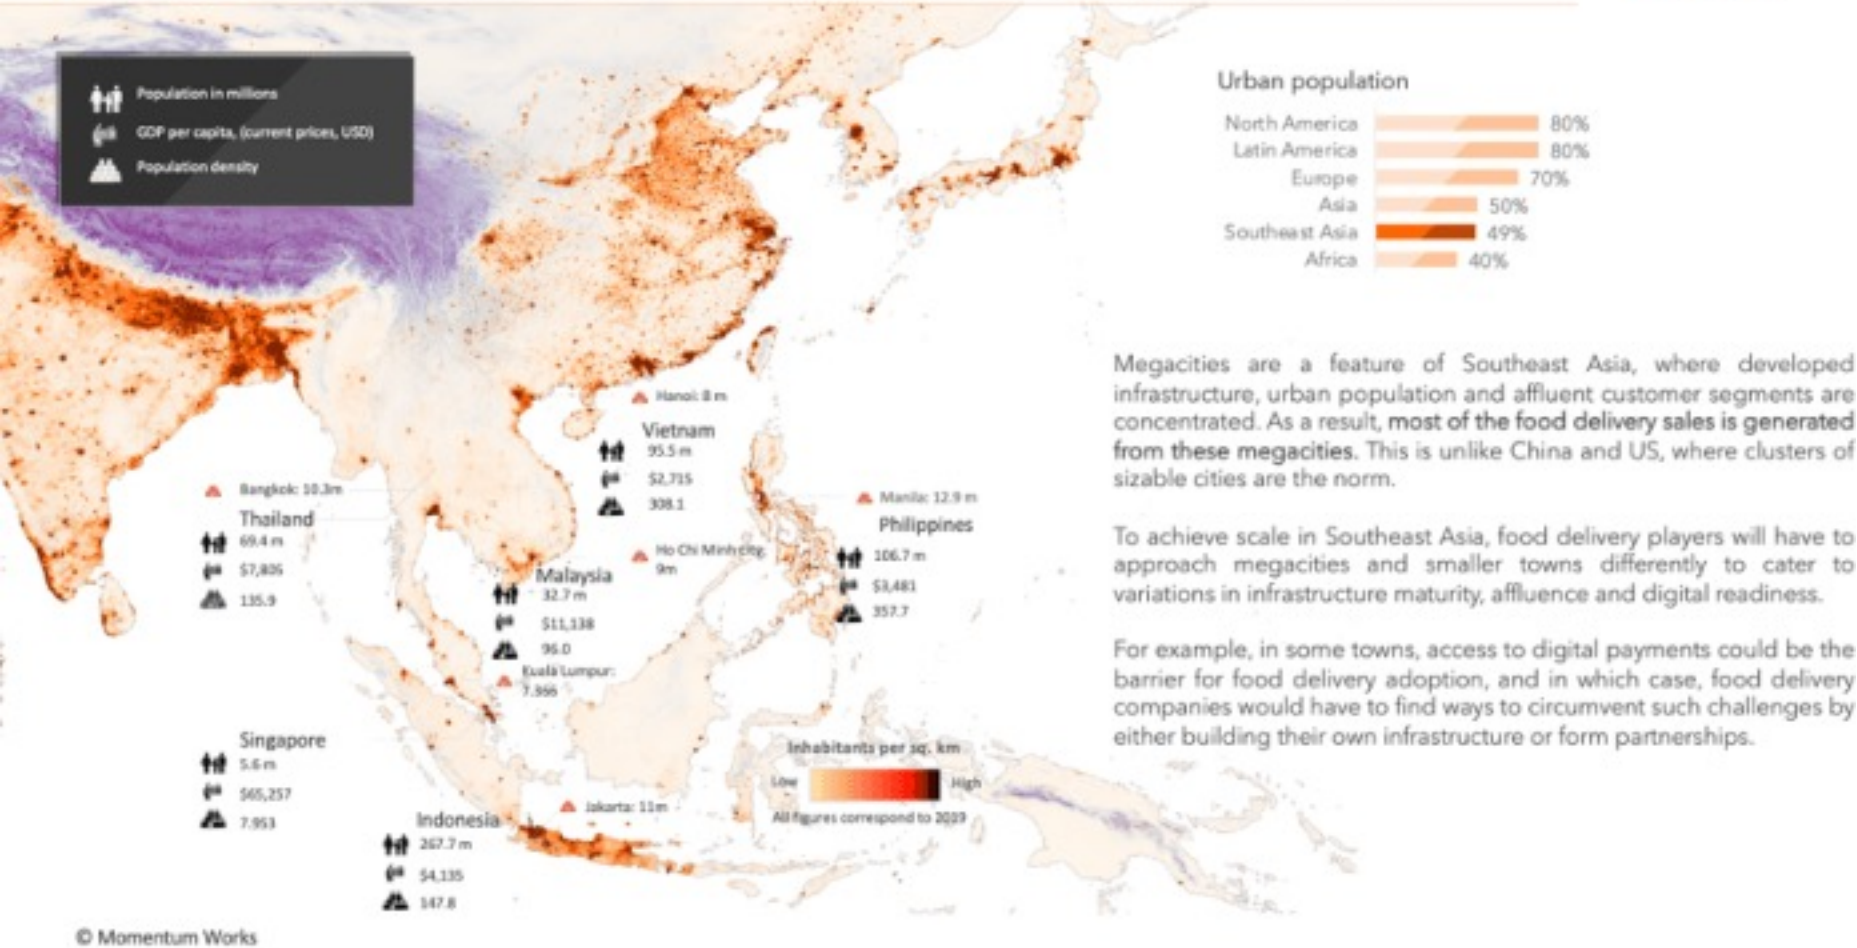 Population in millions
GDP per capita, (current prices, USD)
Population density
Urban population
North America 80%
Latin America 80%
Europe 70%
Asia 50%
Southeast Asia 49%
Africa 40%
Hanoi: 8 m
Vietnam
95.5 m
$2,715
308.1
Bangkok: 10.3m
Thailand
69.4 m
$7,805
135.9
Manila: 12.9 m
Philippines
106.7 m
$3,481
357.7
Ho Chi Minh city:
9m
Malaysia
32.7 m
$11,138
96.0
Kuala Lumpur:
7.366
Singapore
5.6 m
$65,257
7.953
Jakarta: 11m
Indonesia
267.7 m
$4,135
147.8
Inhabitants per sq. km
Low High
All figures correspond to 2019
Megacities are a feature of Southeast Asia, where developed
infrastructure, urban population and affluent customer segments are
concentrated. As a result, most of the food delivery sales is generated
from these megacities. This is unlike China and US, where clusters of
sizable cities are the norm.
To achieve scale in Southeast Asia, food delivery players will have to
approach megacities and smaller towns differently to cater to
variations in infrastructure maturity, affluence and digital readiness.
For example, in some towns, access to digital payments could be the
barrier for food delivery adoption, and in which case, food delivery
companies would have to find ways to circumvent such challenges by
either building their own infrastructure or form partnerships.
© Momentum Works